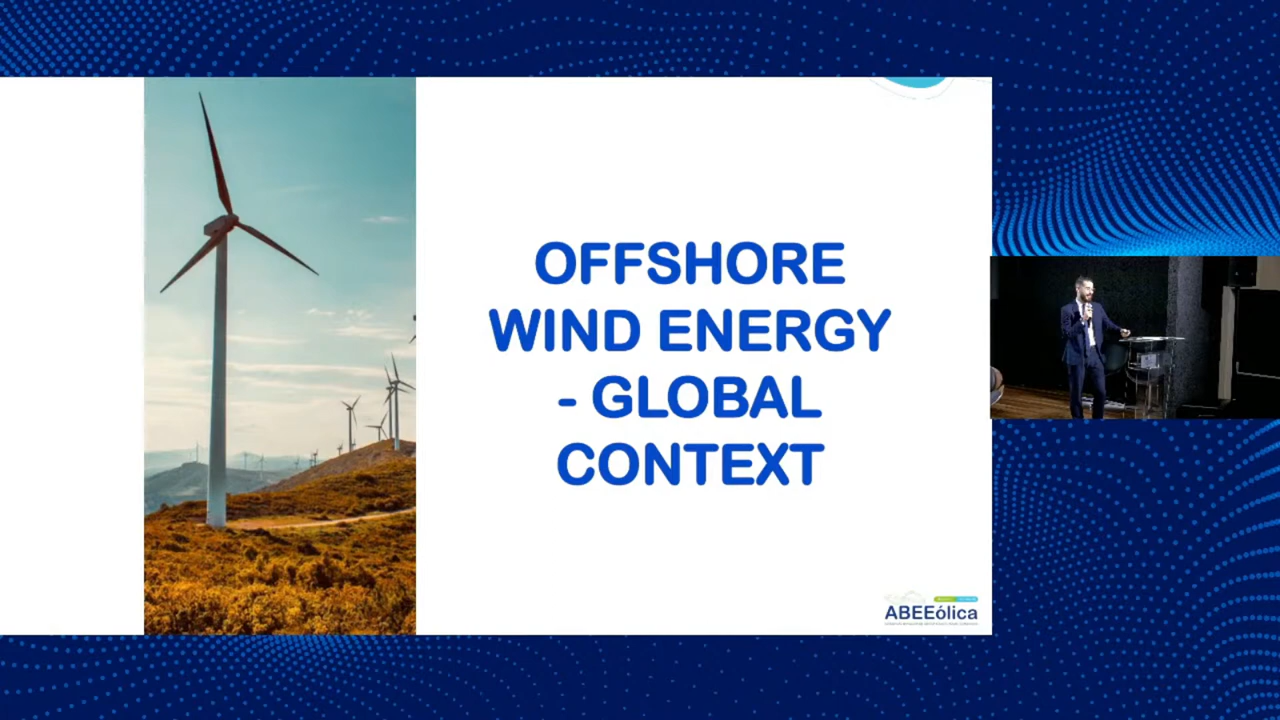 OFFSHORE
WIND ENERGY
- GLOBAL
CONTEXT
ABEEólica